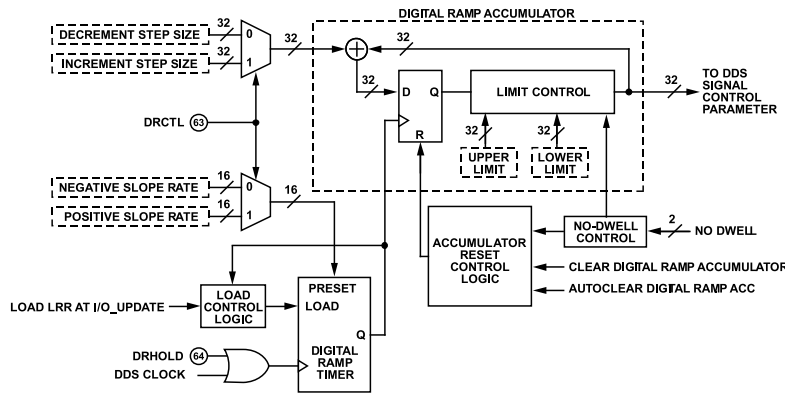 DIGITAL RAMP ACCUMULATOR
DECREMENT STEP SIZE
32
0
INCREMENT STEP SIZE
32
1
32
32
32
D
Q
R
LIMIT CONTROL
32
TO DDS
SIGNAL
CONTROL
PARAMETER
DRCTL
63
32
32
UPPER
LIMIT
LOWER
LIMIT
NEGATIVE SLOPE RATE
16
0
POSITIVE SLOPE RATE
16
1
16
ACCUMULATOR
RESET
CONTROL
LOGIC
NO-DWELL
CONTROL
2
NO DWELL
CLEAR DIGITAL RAMP ACCUMULATOR
AUTOCLEAR DIGITAL RAMP ACC
LOAD LRR AT I/O_UPDATE
LOAD
CONTROL
LOGIC
PRESET
LOAD
Q
DIGITAL
RAMP
TIMER
DRHOLD
64
DDS CLOCK